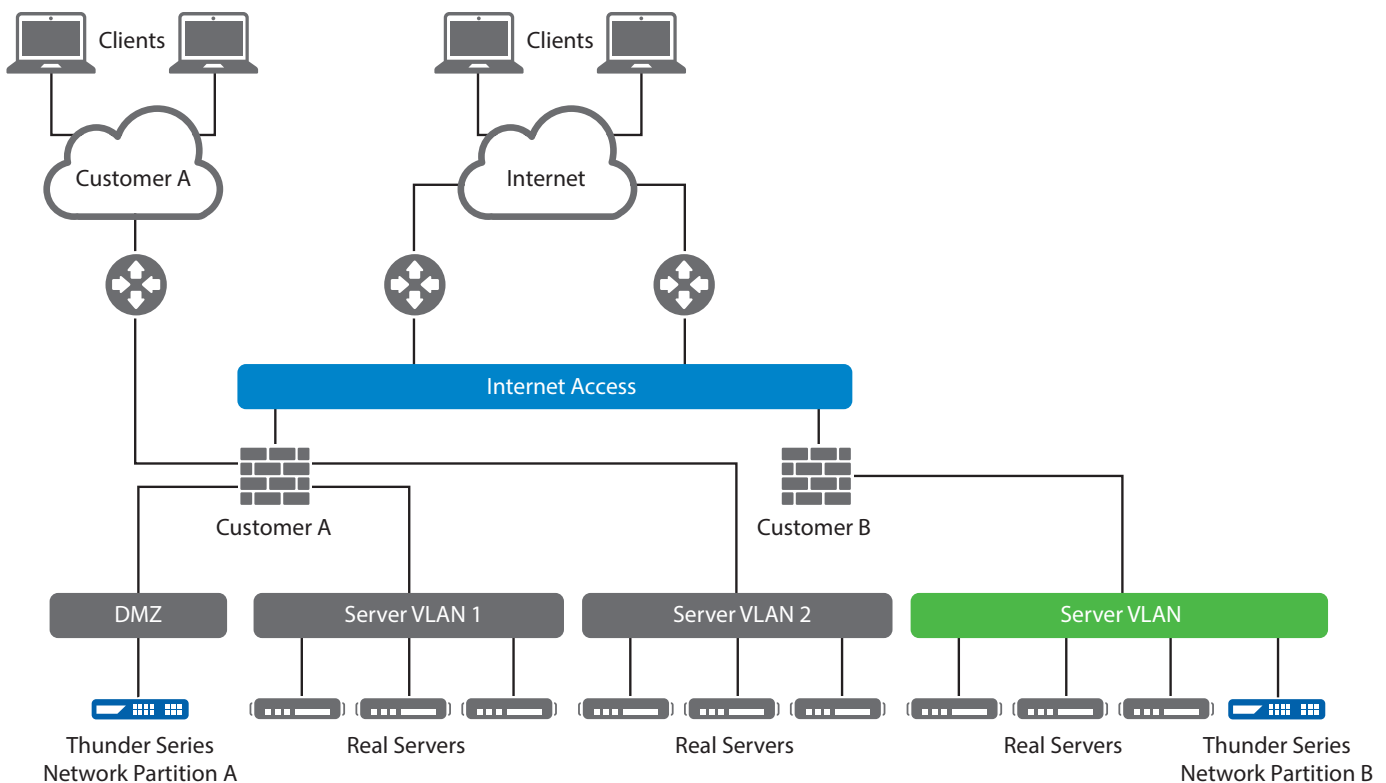 Clients
Clients
Customer A
Internet
Internet Access
Customer A
Customer B
DMZ
Server VLAN 1
Server VLAN 2
Server VLAN
Thunder Series
Network Partition A
Real Servers
Real Servers
Real Servers
Thunder Series
Network Partition B